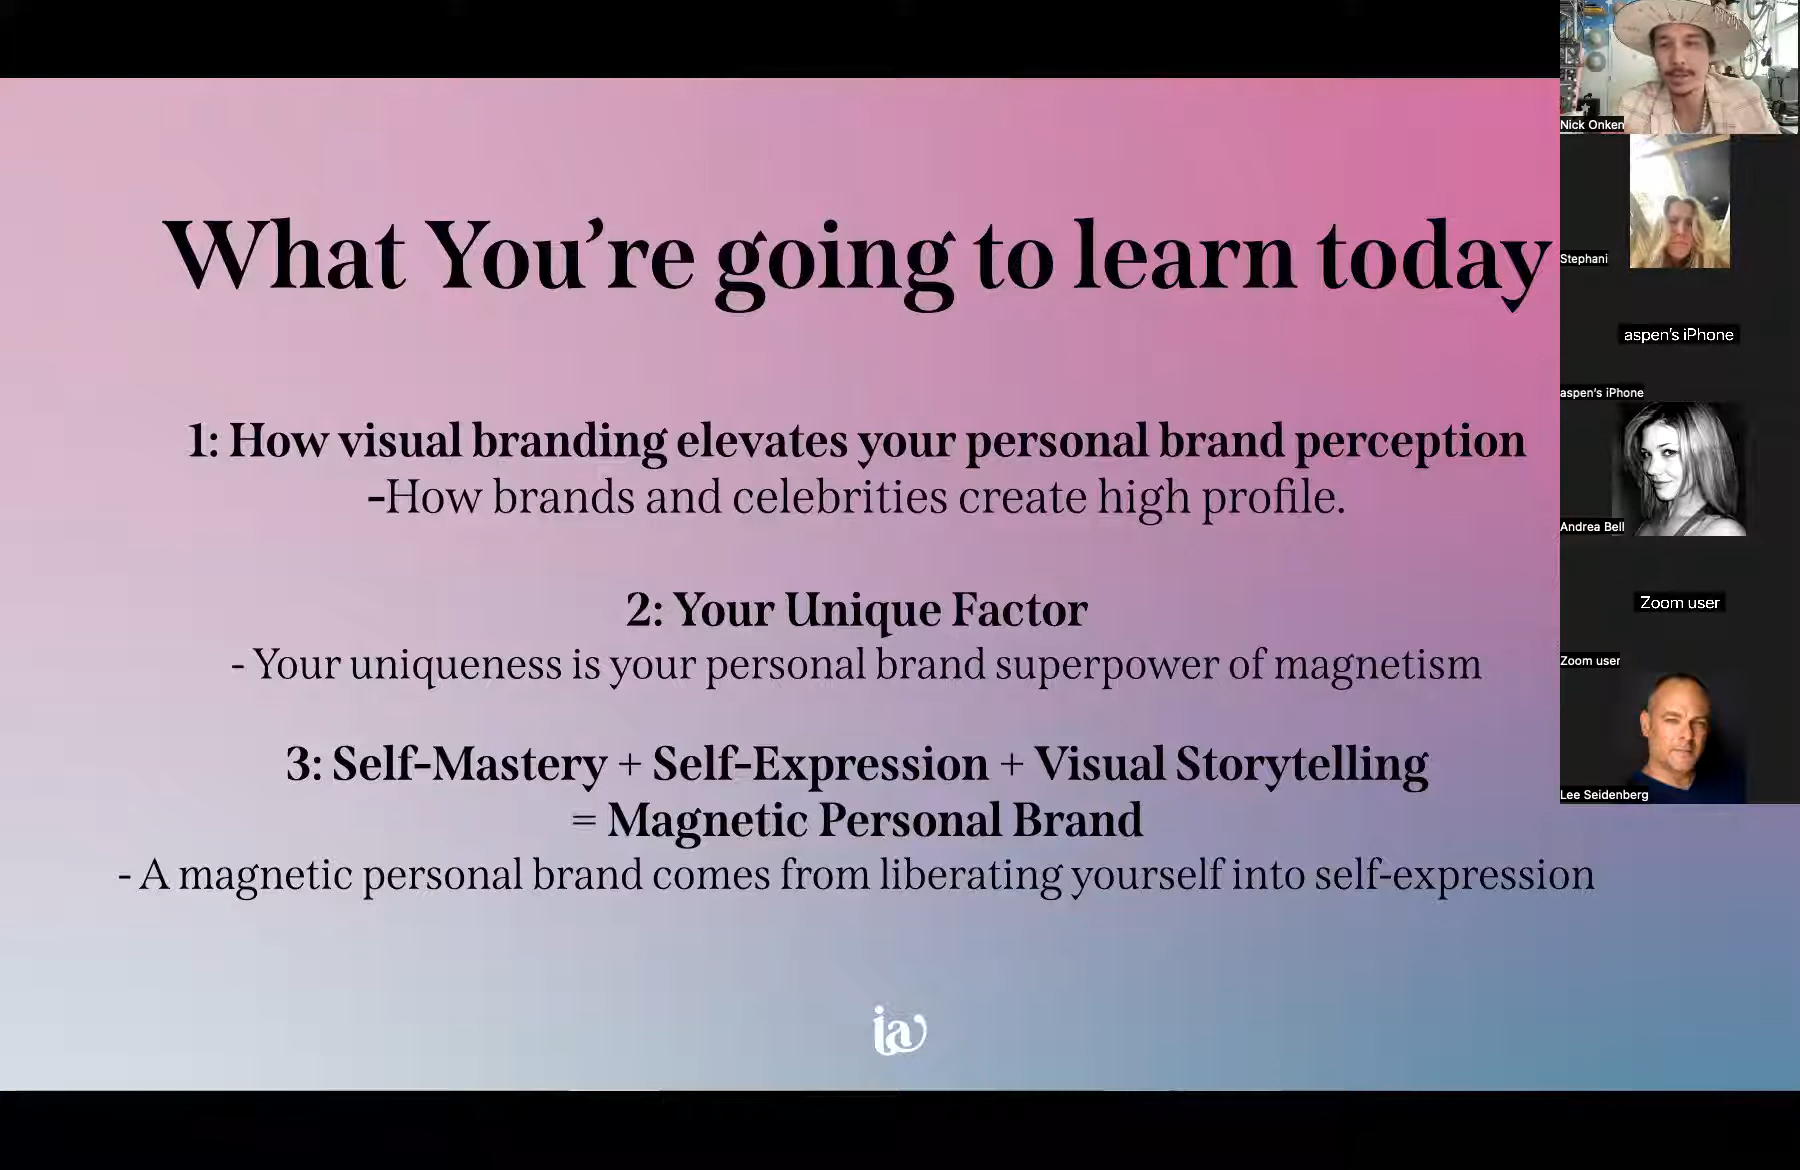 What You’re going to learn today
1: How visual branding elevates your personal brand perception
-How brands and celebrities create high profile.
2: Your Unique Factor
- Your uniqueness is your personal brand superpower of magnetism
3: Self-Mastery + Self-Expression + Visual Storytelling
= Magnetic Personal Brand
- A magnetic personal brand comes from liberating yourself into self-expression
ia
Nick Onken
Stephani
aspen’s iPhone
aspen’s iPhone
Andrea Bell
Zoom user
Zoom user
Lee Seidenberg